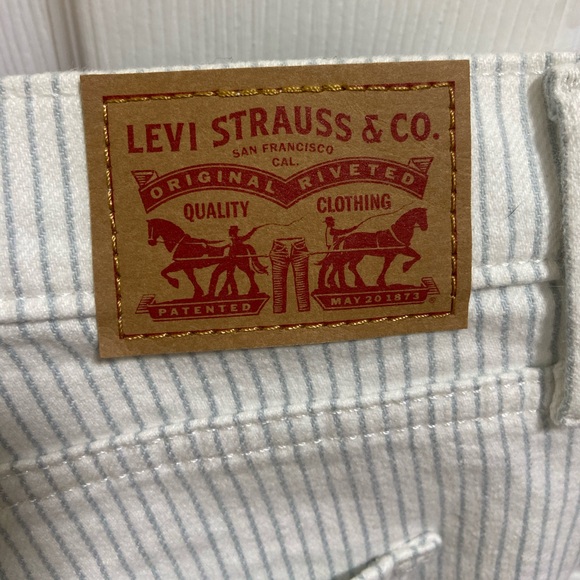 LEVI STRAUSS & CO.
SAN FRANCISCO
CAL.
ORIGINAL RIVETED
QUALITY CLOTHING
PATENTED MAY 20 1873